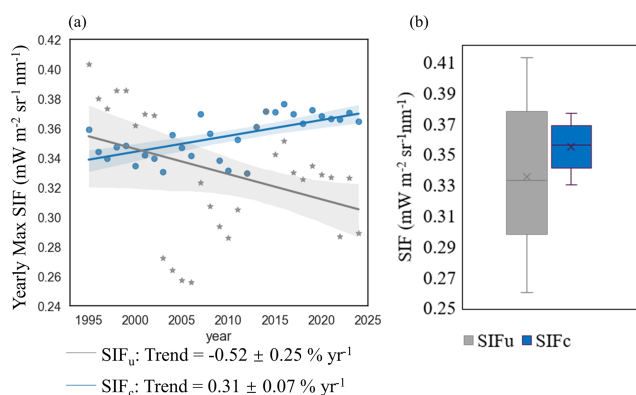 (a)
(b)
Yearly Max SIF (mW m-2 sr-1 nm-1)
0.42
0.40
0.38
0.36
0.34
0.32
0.30
0.28
0.26
0.24
1995
2000
2005
2010
2015
2020
2025
year
SIFu: Trend = -0.52 ± 0.25 % yr-1
SIFc: Trend = 0.31 ± 0.07 % yr-1
SIF (mW m-2 sr-1nm-1)
0.41
0.39
0.37
0.35
0.33
0.31
0.29
0.27
0.25
SIFu
SIFc